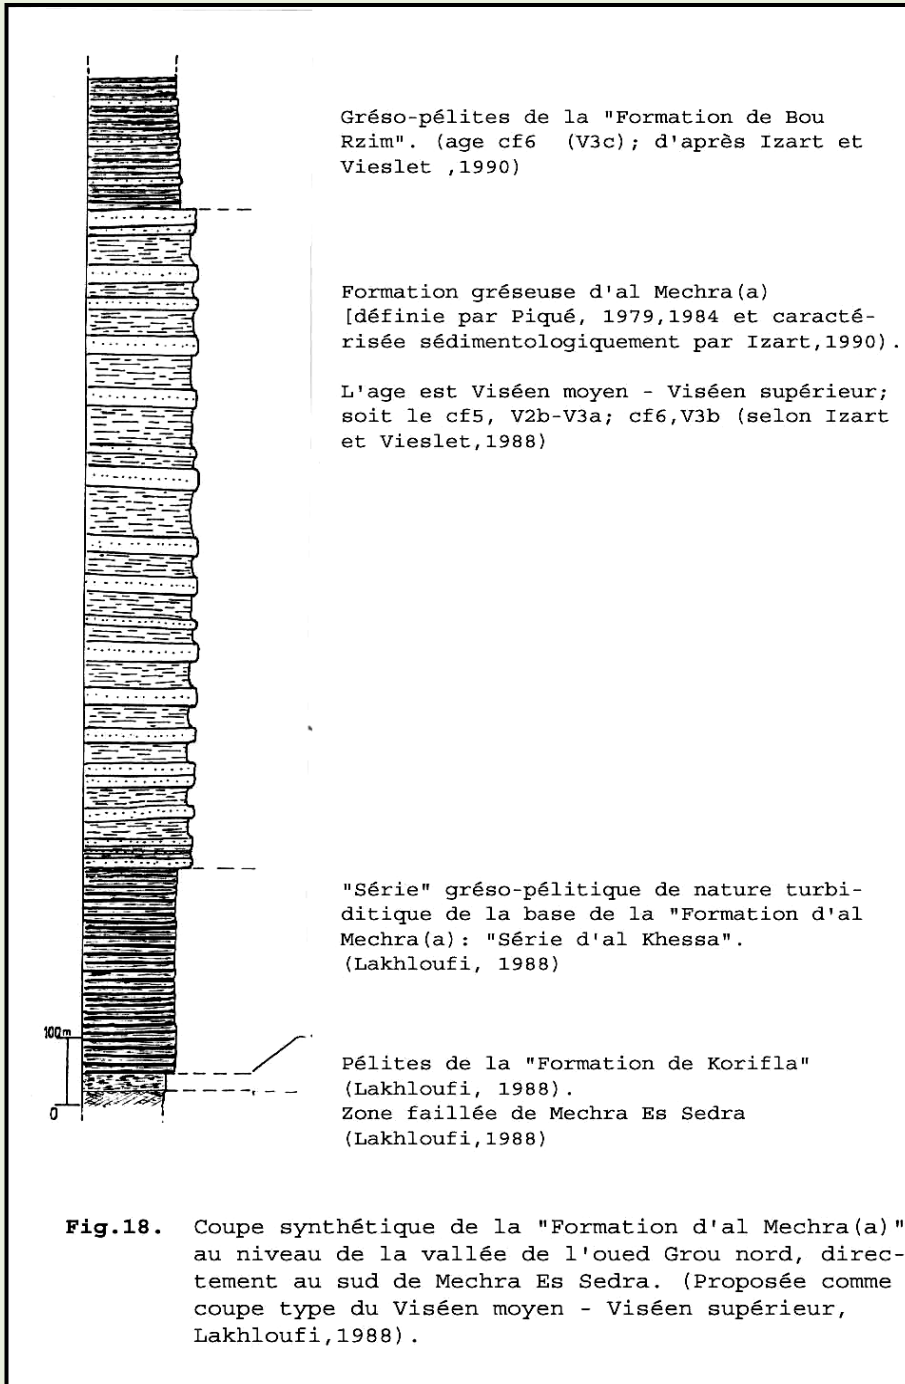 Gréso-pélites de la "Formation de Bou
Rzim". (age cf6 (V3c); d'après Izart et
Vieslet ,1990)
Formation gréseuse d'al Mechra(a)
[définie par Piqué, 1979,1984 et caracté-
risée sédimentologiquement par Izart,1990).
L'age est Viséen moyen - Viséen supérieur;
soit le cf5, V2b-V3a; cf6,V3b (selon Izart
et Vieslet,1988)
"Série" gréso-pélitique de nature turbi-
ditique de la base de la "Formation d'al
Mechra(a): "Série d'al Khessa".
(Lakhloufi, 1988)
100m
Pélites de la "Formation de Korifla"
(Lakhloufi, 1988).
0
Zone faillée de Mechra Es Sedra
(Lakhloufi,1988)
Fig.18. Coupe synthétique de la "Formation d'al Mechra(a)"
au niveau de la vallée de l'oued Grou nord, direc-
tement au sud de Mechra Es Sedra. (Proposée comme
coupe type du Viséen moyen - Viséen supérieur,
Lakhloufi,1988).